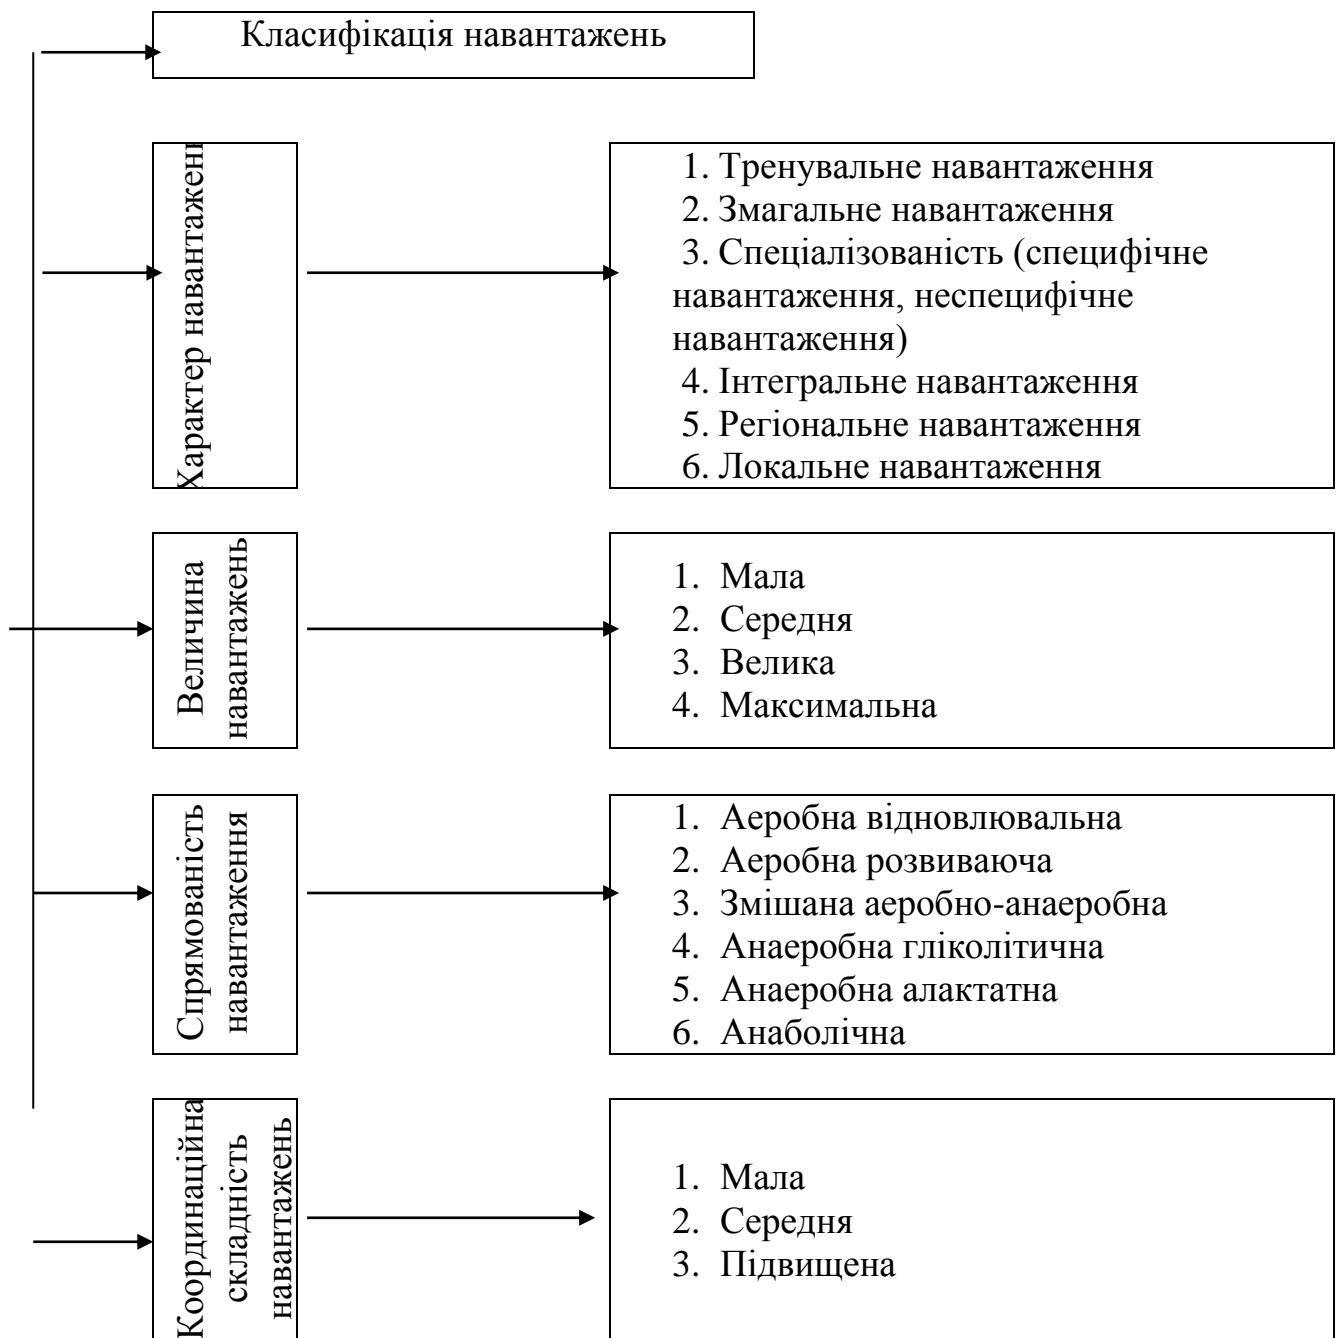 Класифікація навантажень
Характер навантажені
1. Тренувальне навантаження
2. Змагальне навантаження
3. Спеціалізованість (специфічне
навантаження, неспецифічне
навантаження)
4. Інтегральне навантаження
5. Регіональне навантаження
6. Локальне навантаження
Величина
навантажень
1. Мала
2. Середня
3. Велика
4. Максимальна
Спрямованість
навантаження
1. Аеробна відновлювальна
2. Аеробна розвиваюча
3. Змішана аеробно-анаеробна
4. Анаеробна гліколітична
5. Анаеробна алактатна
6. Анаболічна
Координаційна
складність
навантажень
1. Мала
2. Середня
3. Підвищена